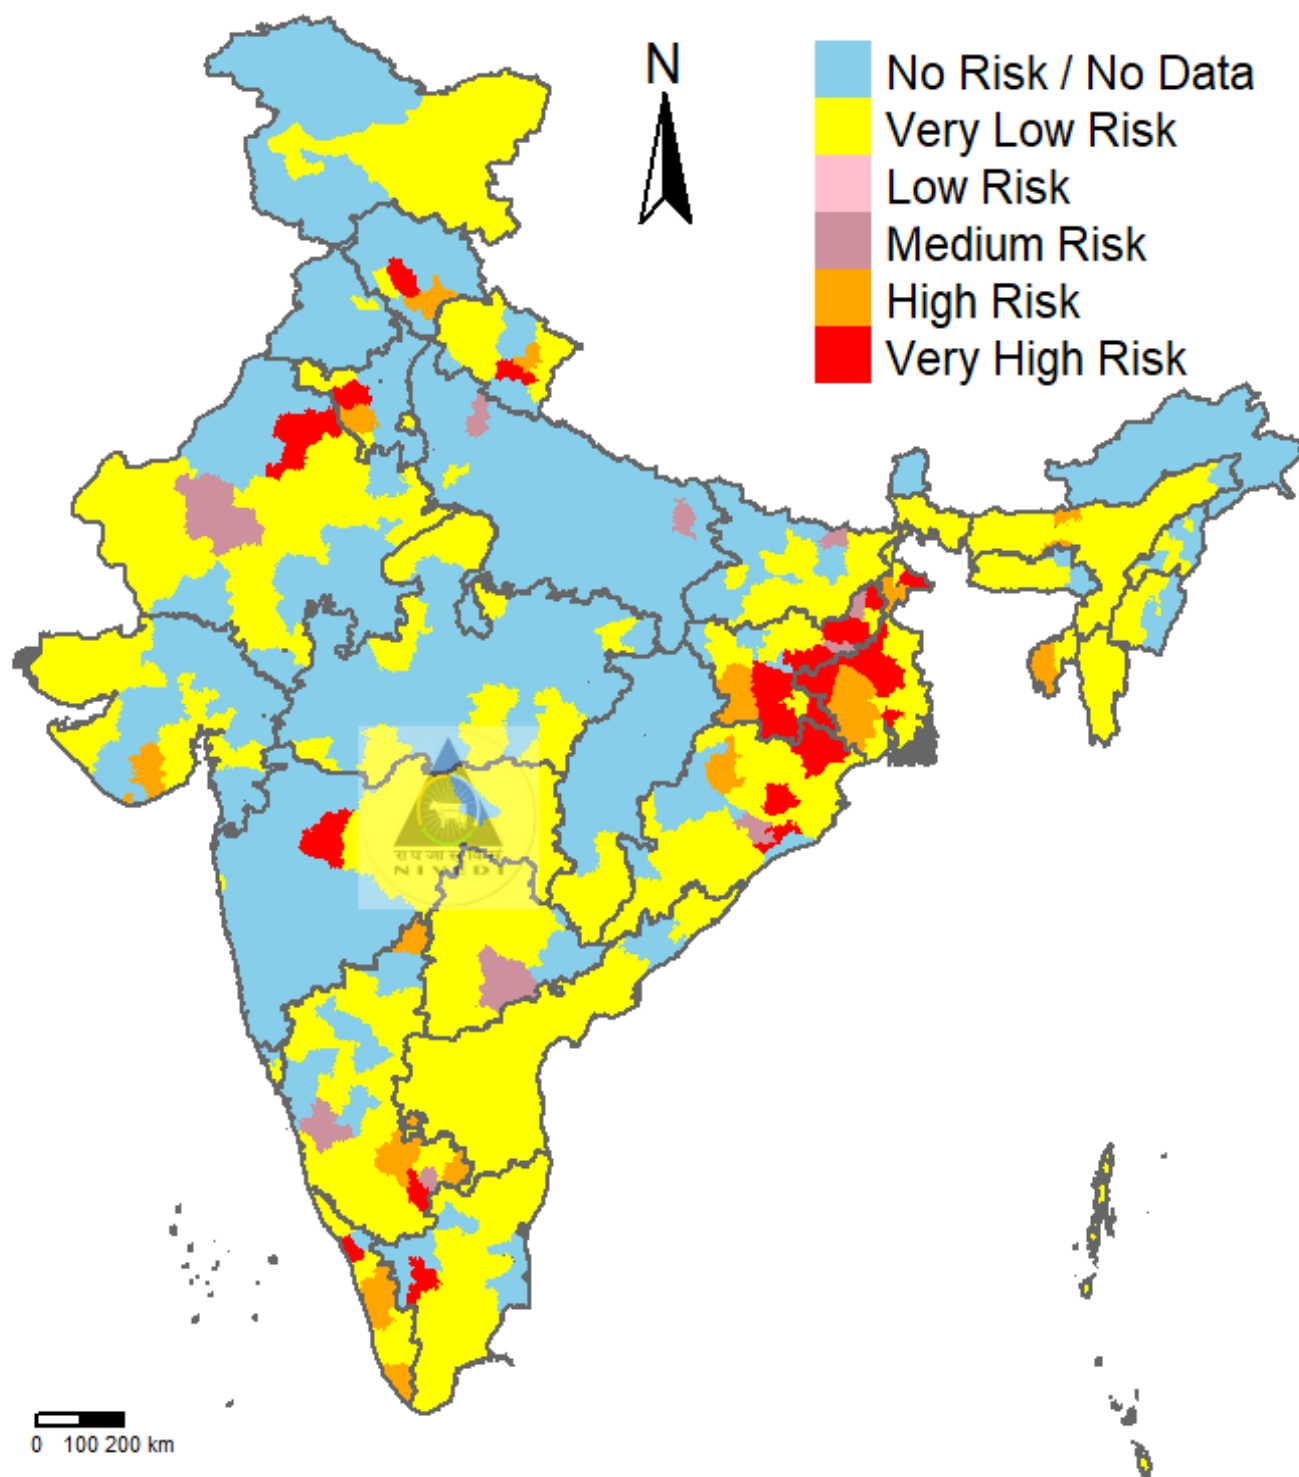 N
No Risk / No Data
Very Low Risk
Low Risk
Medium Risk
High Risk
Very High Risk
NIVEDI
0 100 200 km